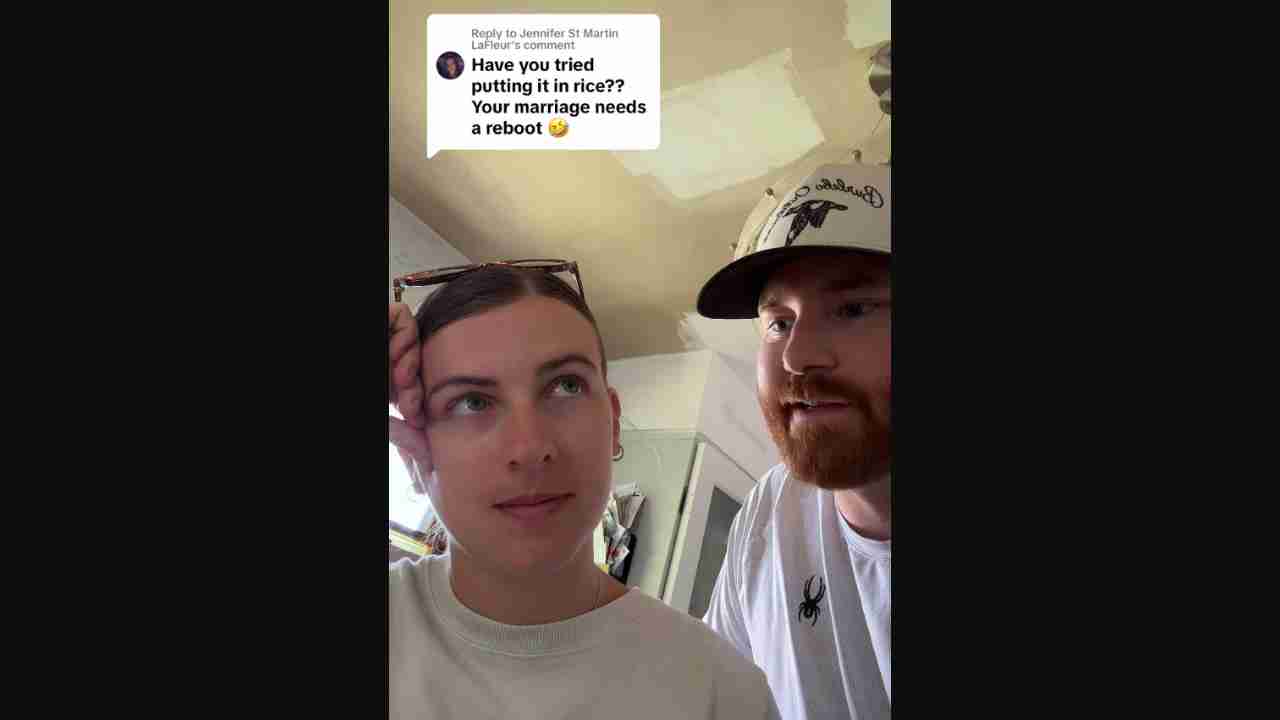 Reply to Jennifer St Martin
LaFleur's comment
Have you tried
putting it in rice??
Your marriage needs
a reboot 🤣